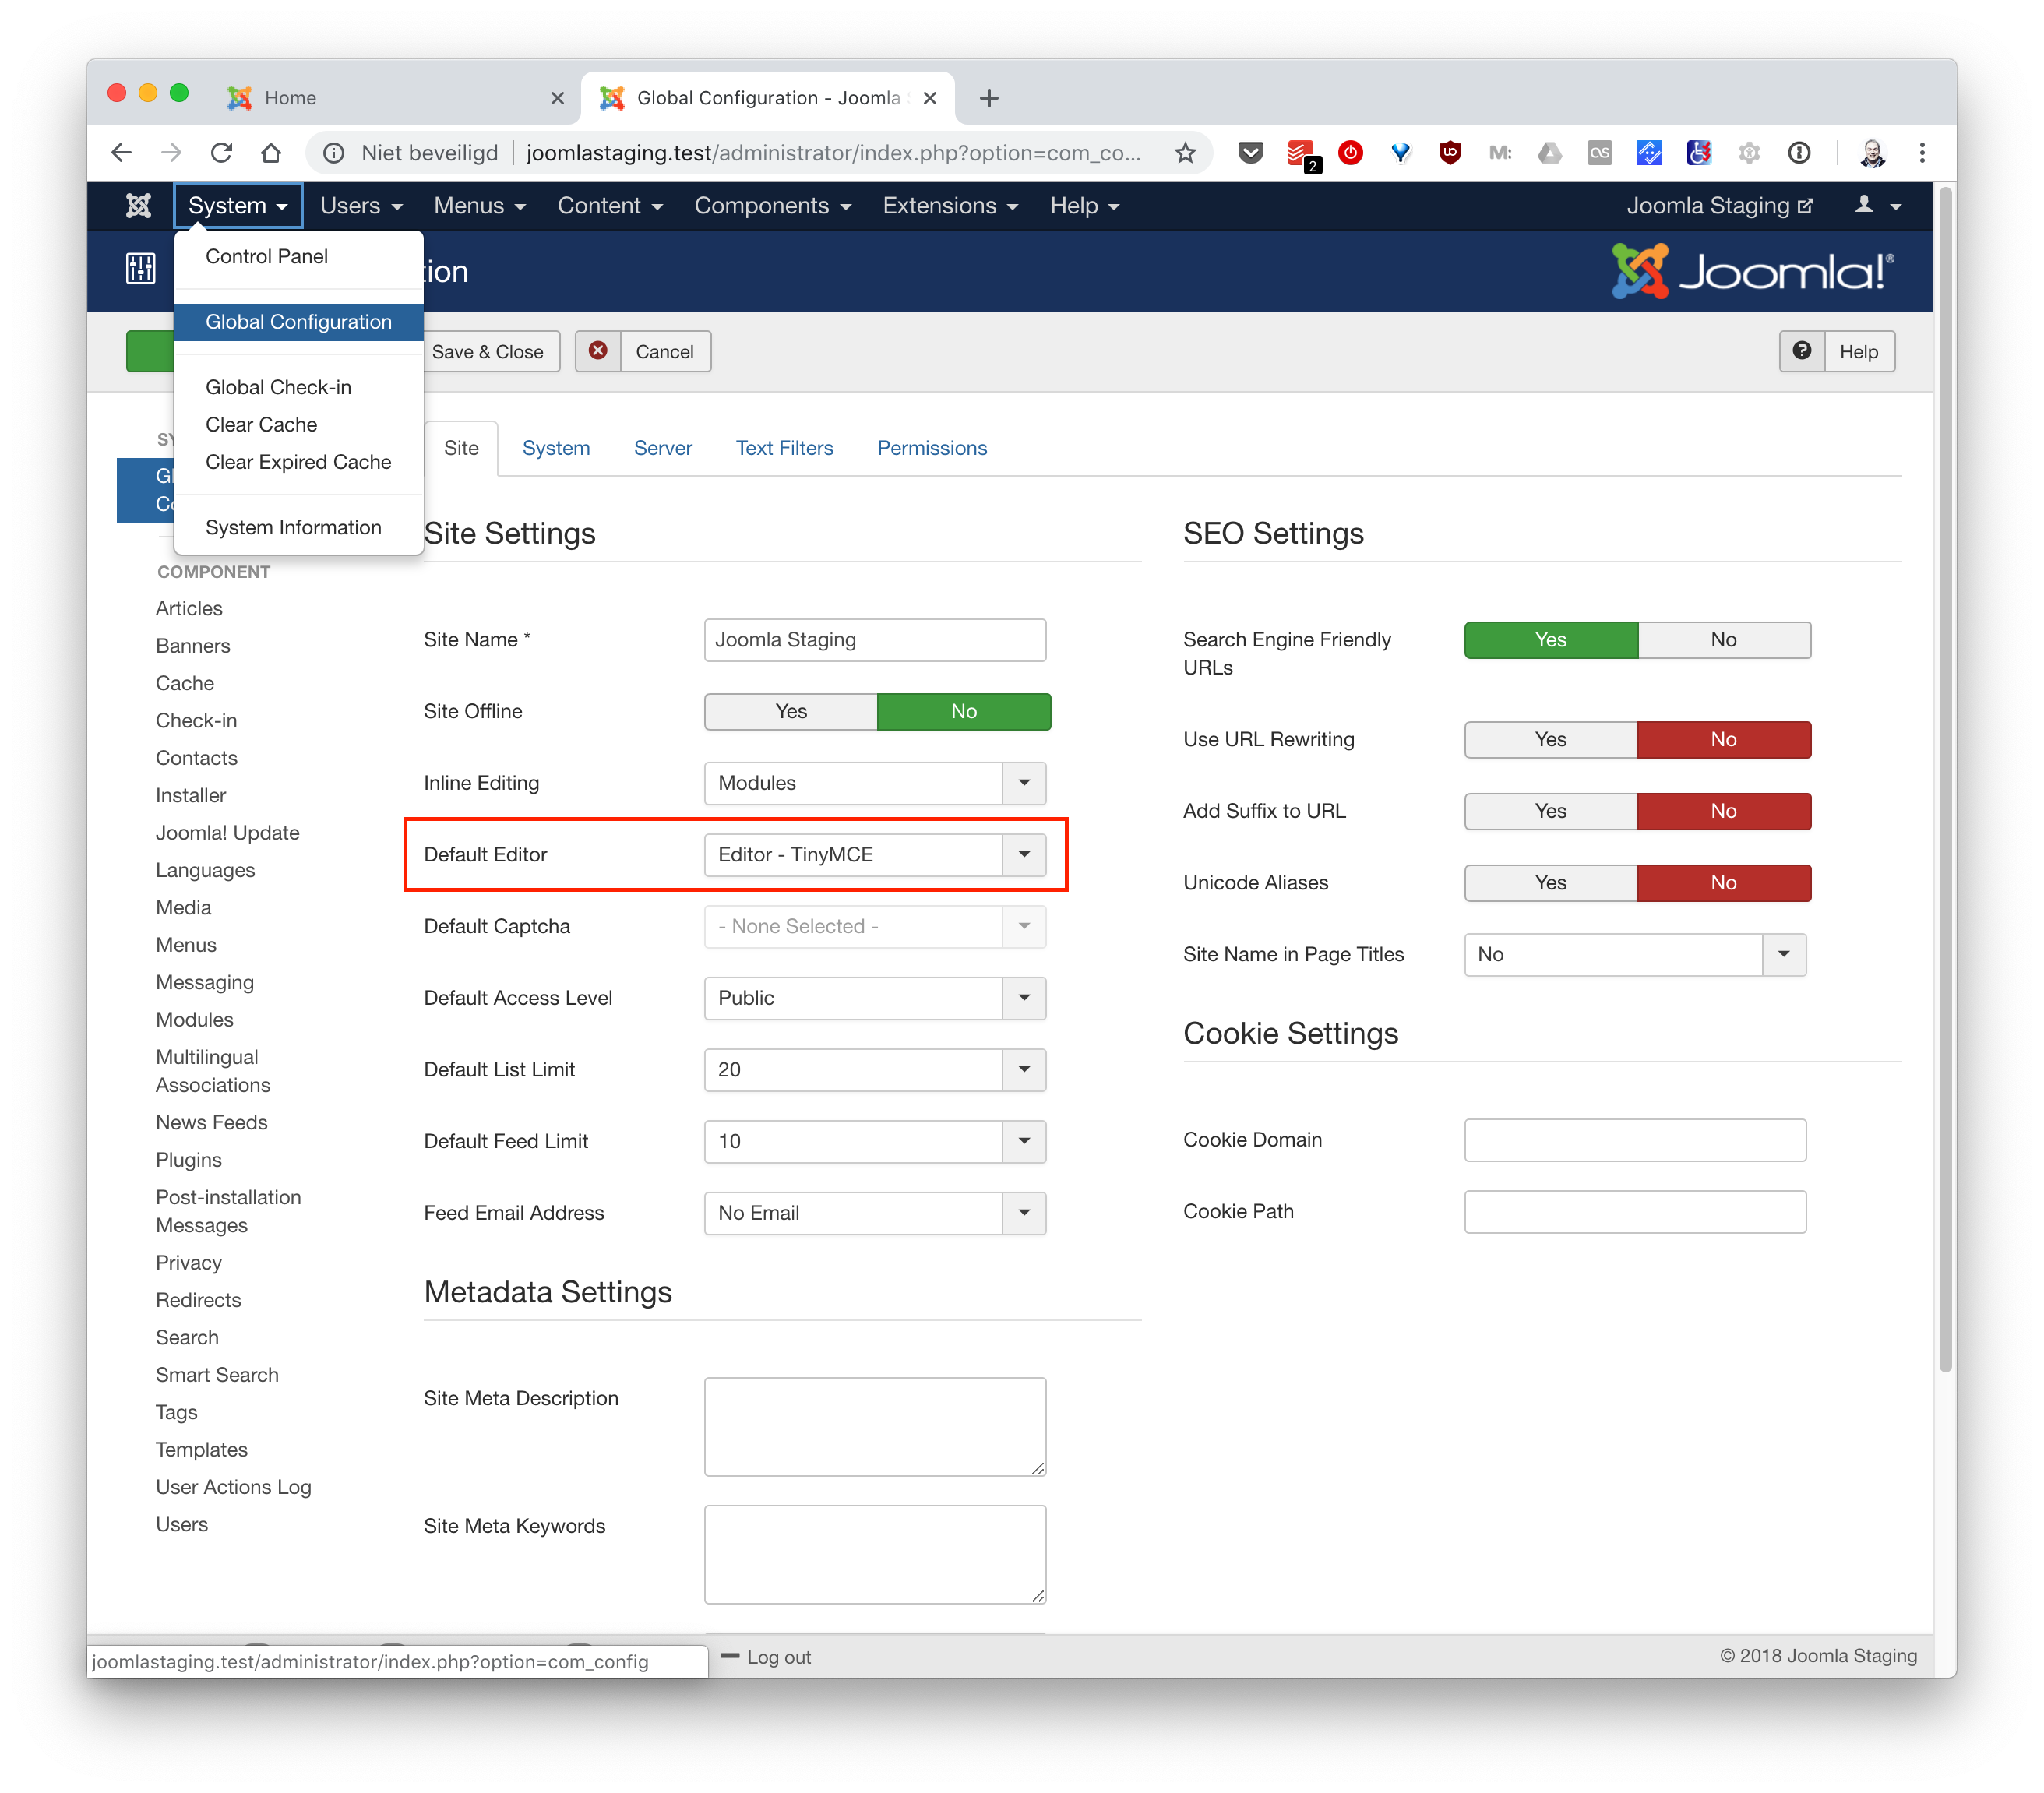 Home
Global Configuration - Joomla
Niet beveiligd
joomlastaging.test/administrator/index.php?option=com_co...
2
System
Users
Menus
Content
Components
Extensions
Help
Joomla Staging
Control Panel
Global Configuration
Global Check-in
Clear Cache
Clear Expired Cache
System Information
tion
Joomla!®
Save & Close
Cancel
Help
SY
Gl
Co
COMPONENT
Articles
Banners
Cache
Check-in
Contacts
Installer
Joomla! Update
Languages
Media
Menus
Messaging
Modules
Multilingual
Associations
News Feeds
Plugins
Post-installation
Messages
Privacy
Redirects
Search
Smart Search
Tags
Templates
User Actions Log
Users
Site
System
Server
Text Filters
Permissions
Site Settings
Site Name *
Joomla Staging
Site Offline
Yes
No
Inline Editing
Modules
Default Editor
Editor - TinyMCE
Default Captcha
- None Selected -
Default Access Level
Public
Default List Limit
20
Default Feed Limit
10
Feed Email Address
No Email
Metadata Settings
Site Meta Description
Site Meta Keywords
SEO Settings
Search Engine Friendly
URLs
Yes
No
Use URL Rewriting
Yes
No
Add Suffix to URL
Yes
No
Unicode Aliases
Yes
No
Site Name in Page Titles
No
Cookie Settings
Cookie Domain
Cookie Path
joomlastaging.test/administrator/index.php?option=com_config
Log out
© 2018 Joomla Staging